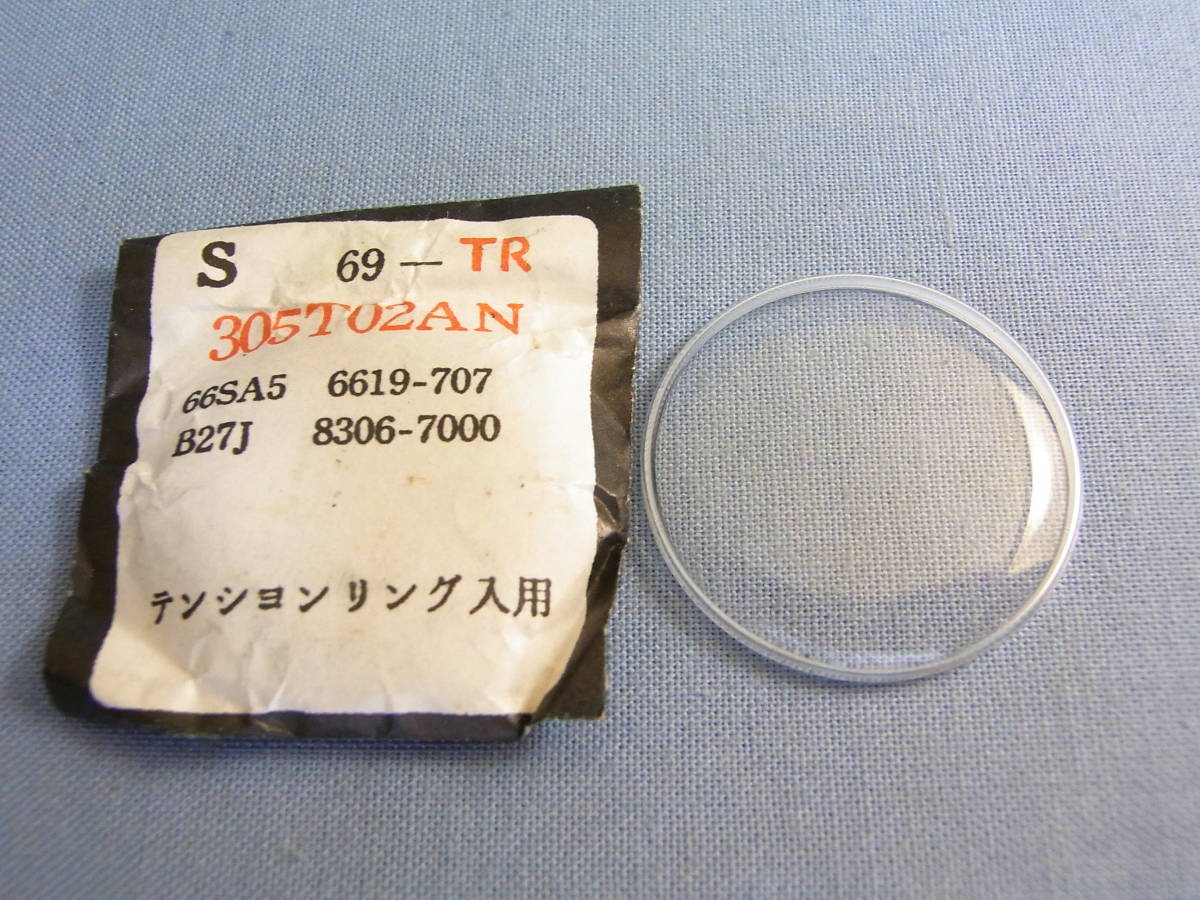 S 69 — TR
305T02AN
66SA5 6619-707
B27J 8306-7000
テンション リング 入用